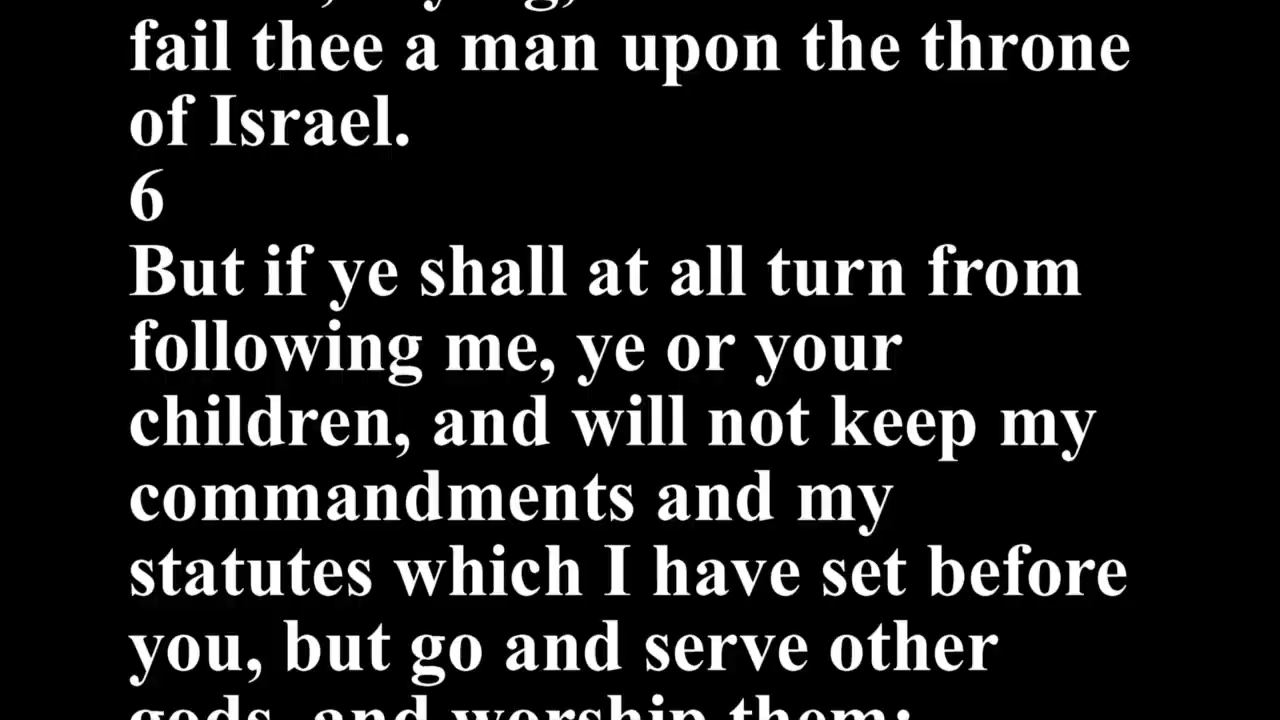 fail thee a man upon the throne
of Israel.
6
But if ye shall at all turn from
following me, ye or your
children, and will not keep my
commandments and my
statutes which I have set before
you, but go and serve other
gods, and worship them: